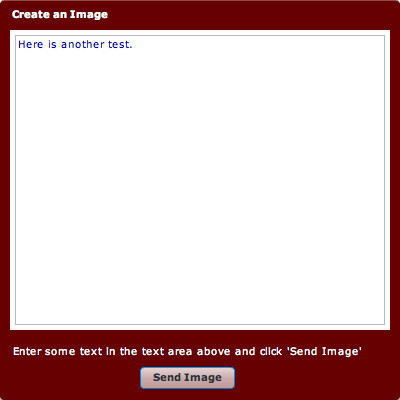 Create an Image
Here is another test.
Enter some text in the text area above and click 'Send Image'
Send Image